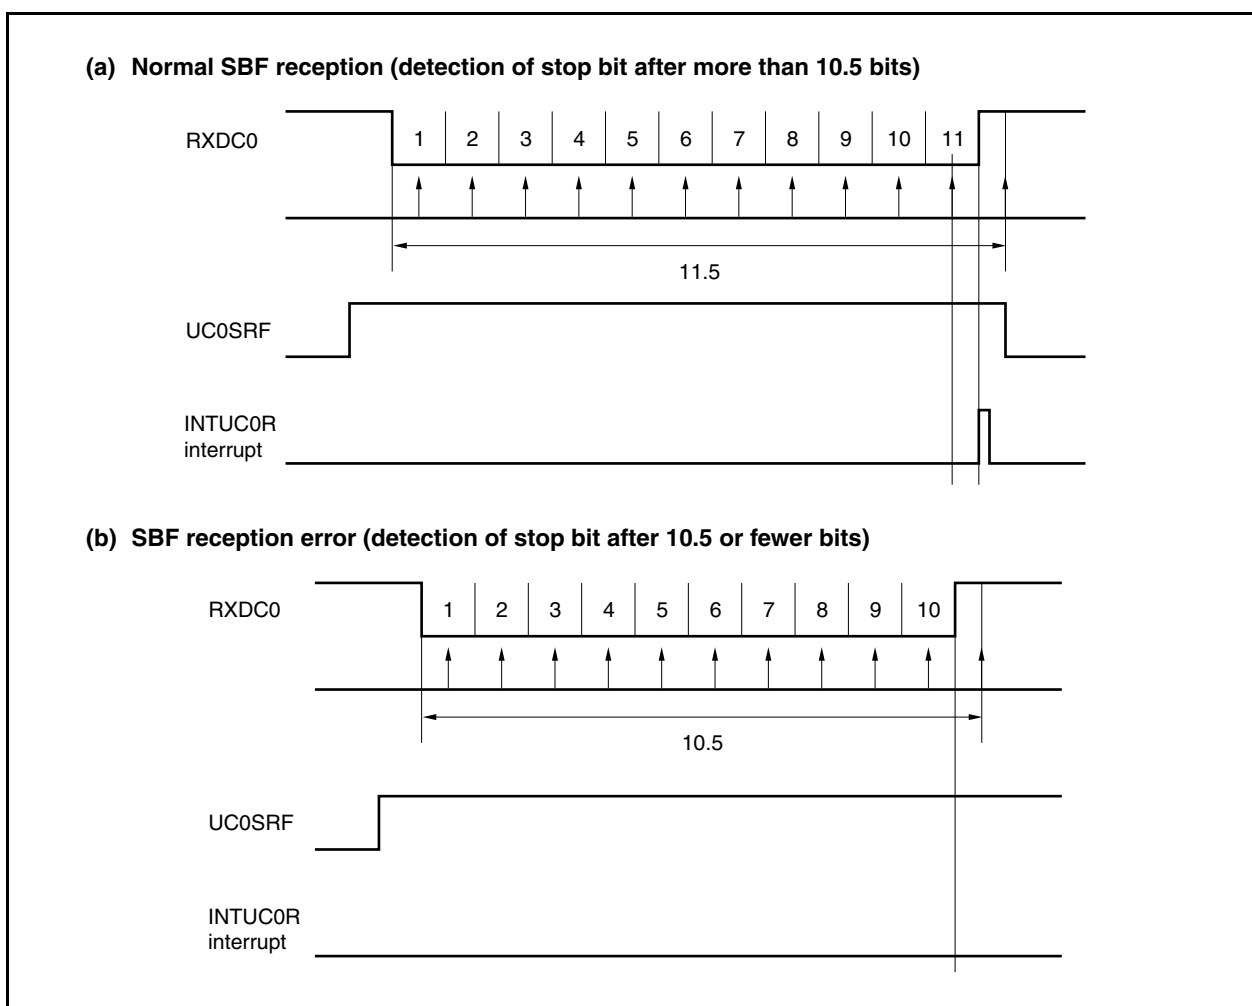 (a) Normal SBF reception (detection of stop bit after more than 10.5 bits)
RXDC0
1 2 3 4 5 6 7 8 9 10 11
11.5
UC0SRF
INTUC0R
interrupt
(b) SBF reception error (detection of stop bit after 10.5 or fewer bits)
RXDC0
1 2 3 4 5 6 7 8 9 10
10.5
UC0SRF
INTUC0R
interrupt